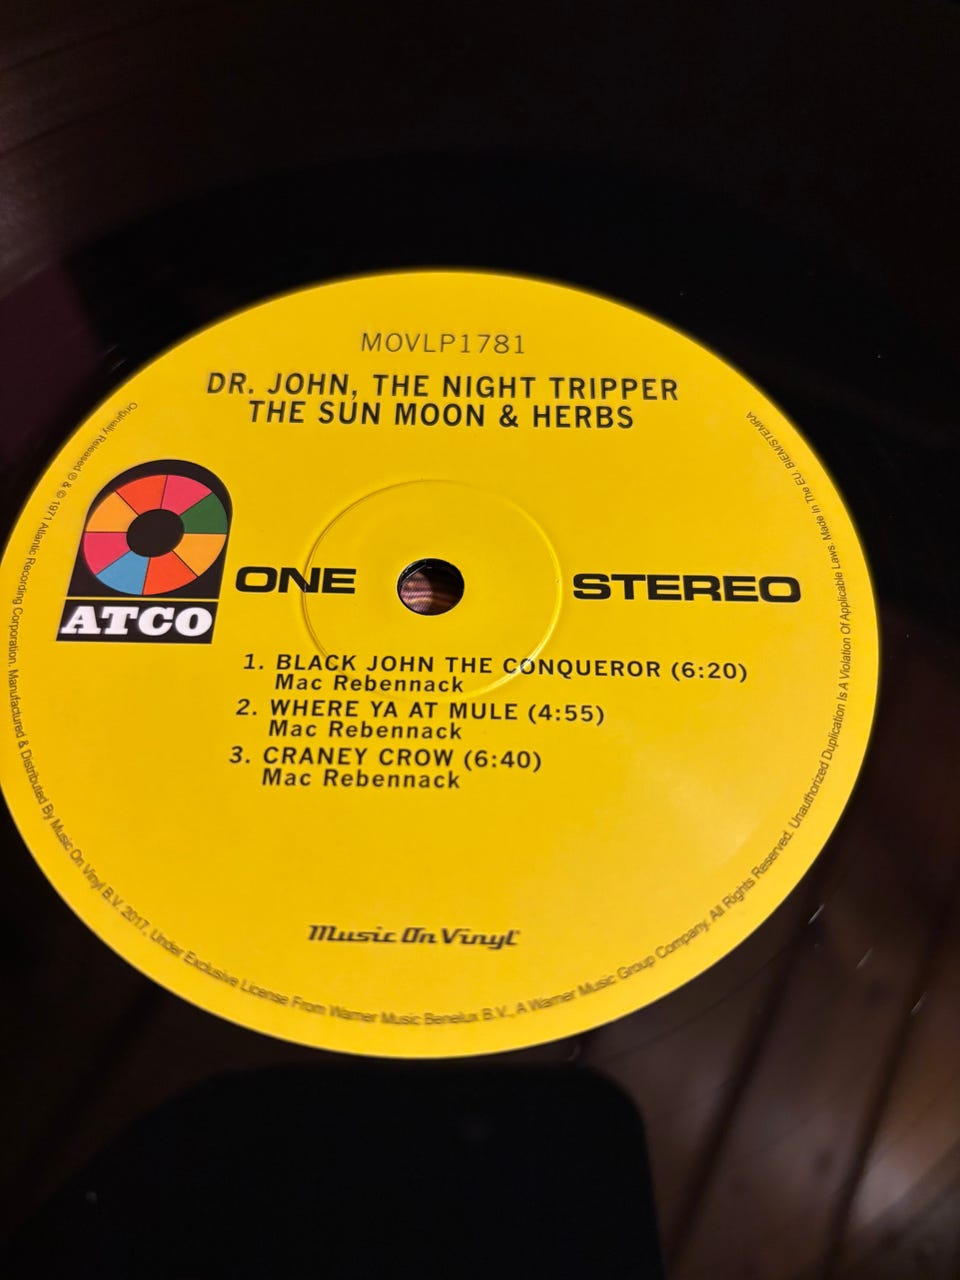 MOVLP1781
DR. JOHN, THE NIGHT TRIPPER
THE SUN MOON & HERBS
ATCO
ONE
STEREO
1. BLACK JOHN THE CONQUEROR (6:20)
Mac Rebennack
2. WHERE YA AT MULE (4:55)
Mac Rebennack
3. CRANEY CROW (6:40)
Mac Rebennack
Music On Vinyl
Originally Released ℗ & © 1971 Atlantic Recording Corporation. Manufactured & Distributed By Music On Vinyl B.V. 2017, Under Exclusive License From Warner Music Benelux B.V., A Warner Music Group Company. All Rights Reserved. Unauthorized Duplication Is A Violation Of Applicable Laws. Made In The EU. BIEM/STEMRA